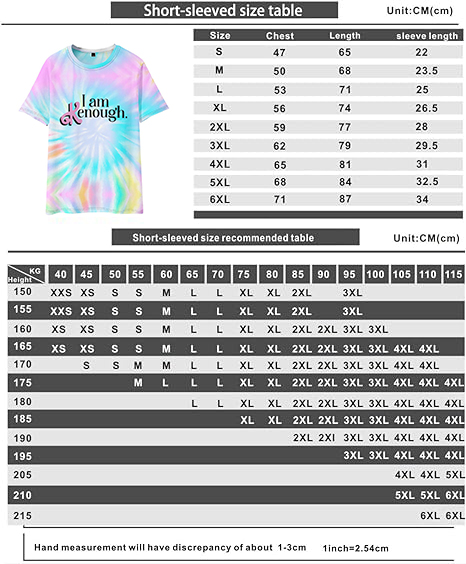 Short-sleeved size table
Unit:CM(cm)
Size Chest Length sleeve length
S 47 65 22
M 50 68 23.5
L 53 71 25
XL 56 74 26.5
2XL 59 77 28
3XL 62 79 29.5
4XL 65 81 31
5XL 68 84 32.5
6XL 71 87 34
I am
Kenough.
Short-sleeved size recommended table
Unit:CM(cm)
KG
Height 40 45 50 55 60 65 70 75 80 85 90 95 100 105 110 115
150 XXS XS S S M L L XL XL 2XL 3XL
155 XXS XS S S M L L XL XL 2XL 3XL
160 XS XS S S M L L XL XL 2XL 2XL 3XL 3XL
165 XS XS S S M L L XL XL 2XL 2XL 3XL 3XL 4XL 4XL
170 S S M M L L XL XL 2XL 2XL 3XL 3XL 4XL 4XL
175 M L L L XL XL 2XL 2XL 3XL 3XL 4XL 4XL 4XL
180 L L XL XL 2XL 2XL 3XL 3XL 4XL 4XL 4XL
185 XL XL 2XL 2XL 3XL 3XL 4XL 4XL 4XL
190 2XL 2XI 3XL 3XL 4XL 4XL 4XL
195 3XL 3XL 4XL 4XL 4XL
205 4XL 4XL 5XL
210 5XL 5XL 6XL
215 6XL 6XL
Hand measurement will have discrepancy of about 1-3cm 1inch=2.54cm